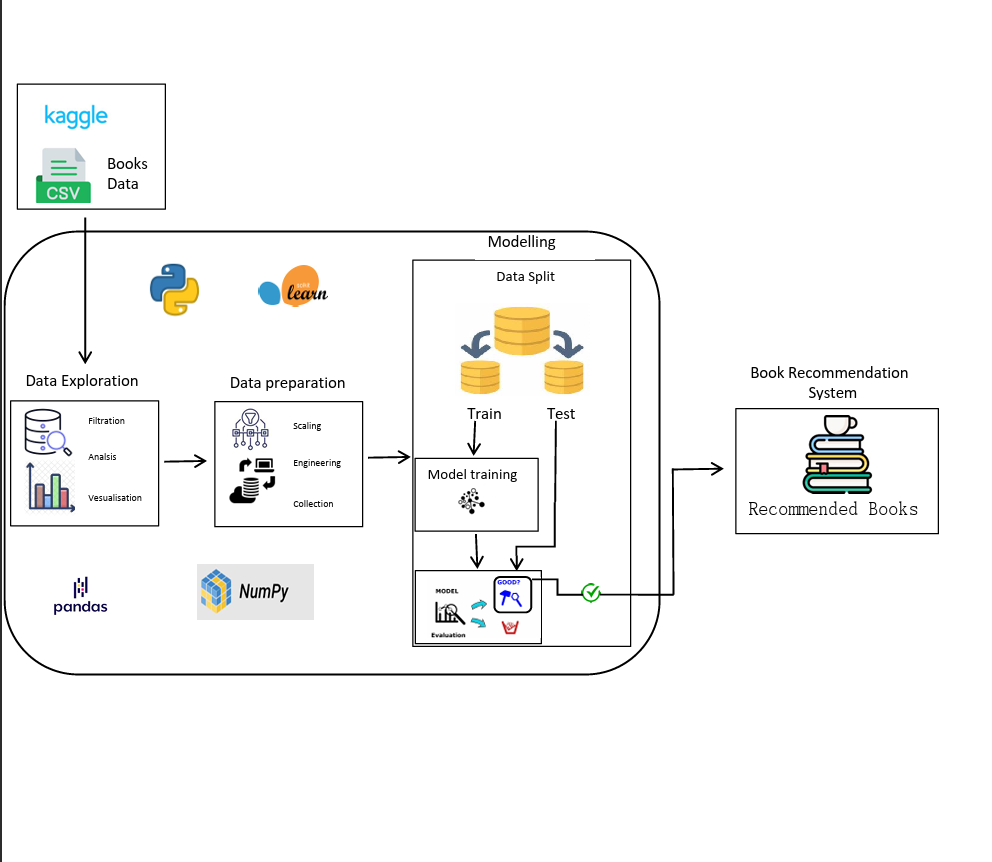 kaggle
Books
Data
CSV
Modelling
Data Split
learn
Data Exploration
Data preparation
Filtration
Analsis
Vesualisation
Scaling
Engineering
Collection
Train
Test
Model training
MODEL
Evaluation
GOOD?
pandas
NumPy
Book Recommendation
System
Recommended Books